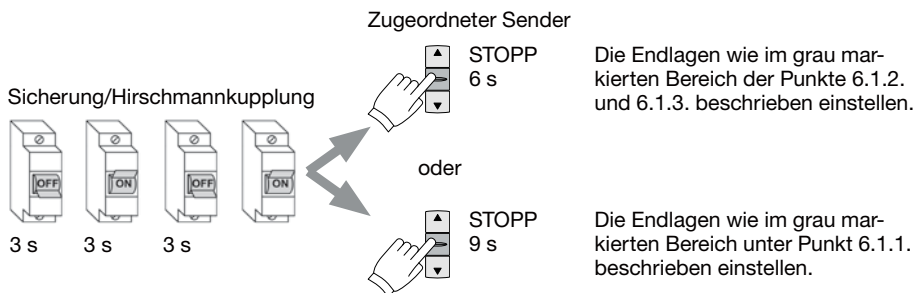 Zugeordneter Sender
STOPP
6 s
Die Endlagen wie im grau mar-
kierten Bereich der Punkte 6.1.2.
und 6.1.3. beschrieben einstellen.
Sicherung/Hirschmannkupplung
OFF
ON
OFF
ON
3 s
3 s
3 s
oder
STOPP
9 s
Die Endlagen wie im grau mar-
kierten Bereich unter Punkt 6.1.1.
beschrieben einstellen.